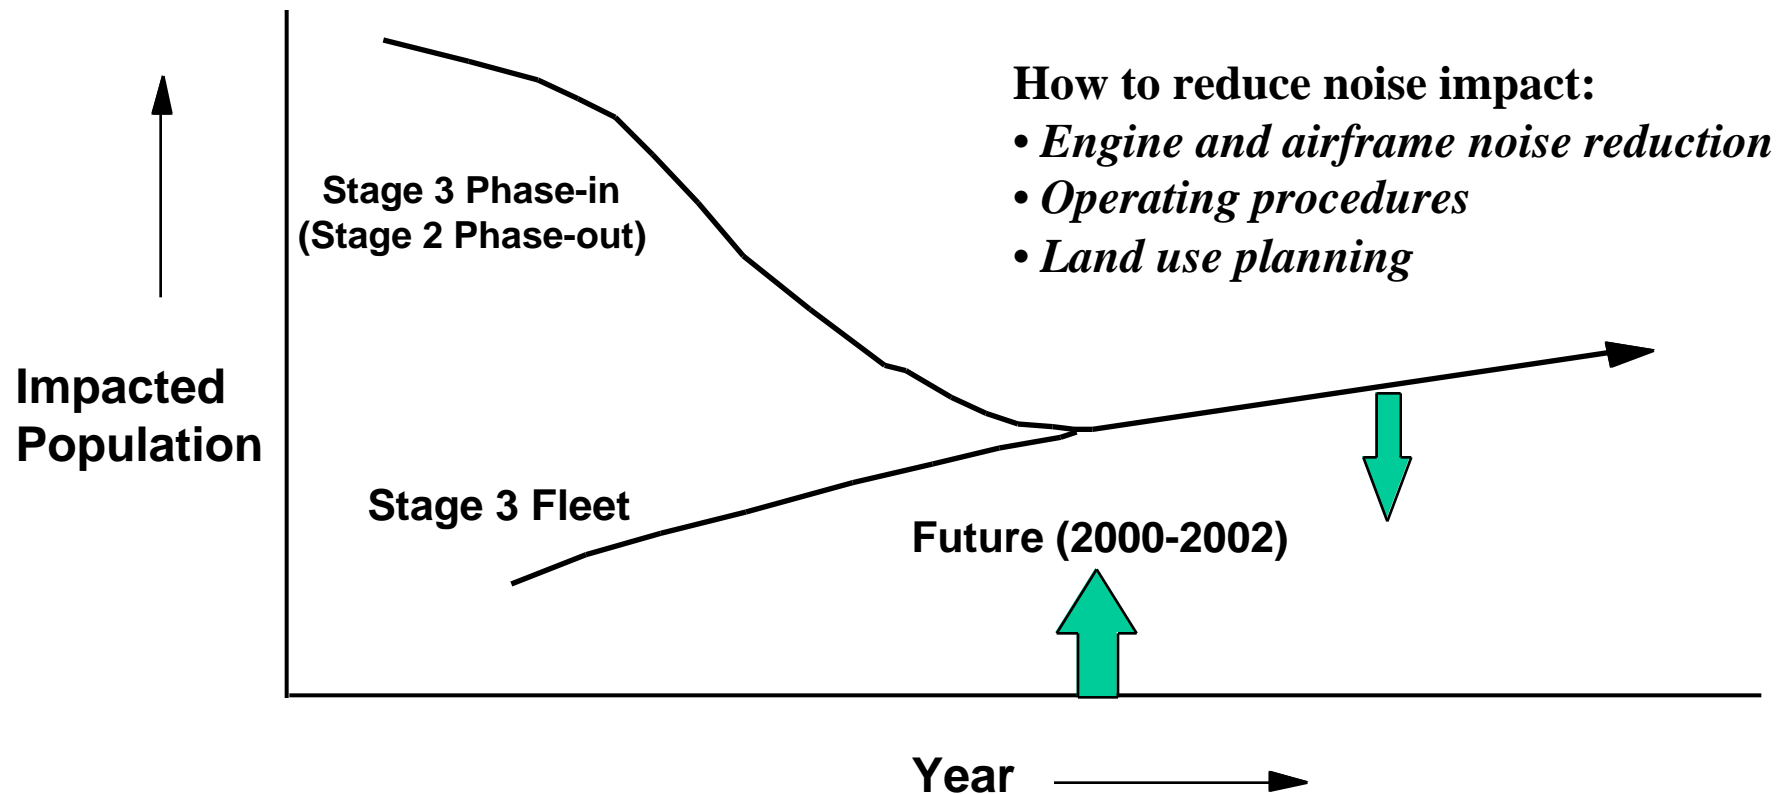 How to reduce noise impact:
• Engine and airframe noise reduction
• Operating procedures
• Land use planning
Stage 3 Phase-in
(Stage 2 Phase-out)
Impacted
Population
Stage 3 Fleet
Future (2000-2002)
Year